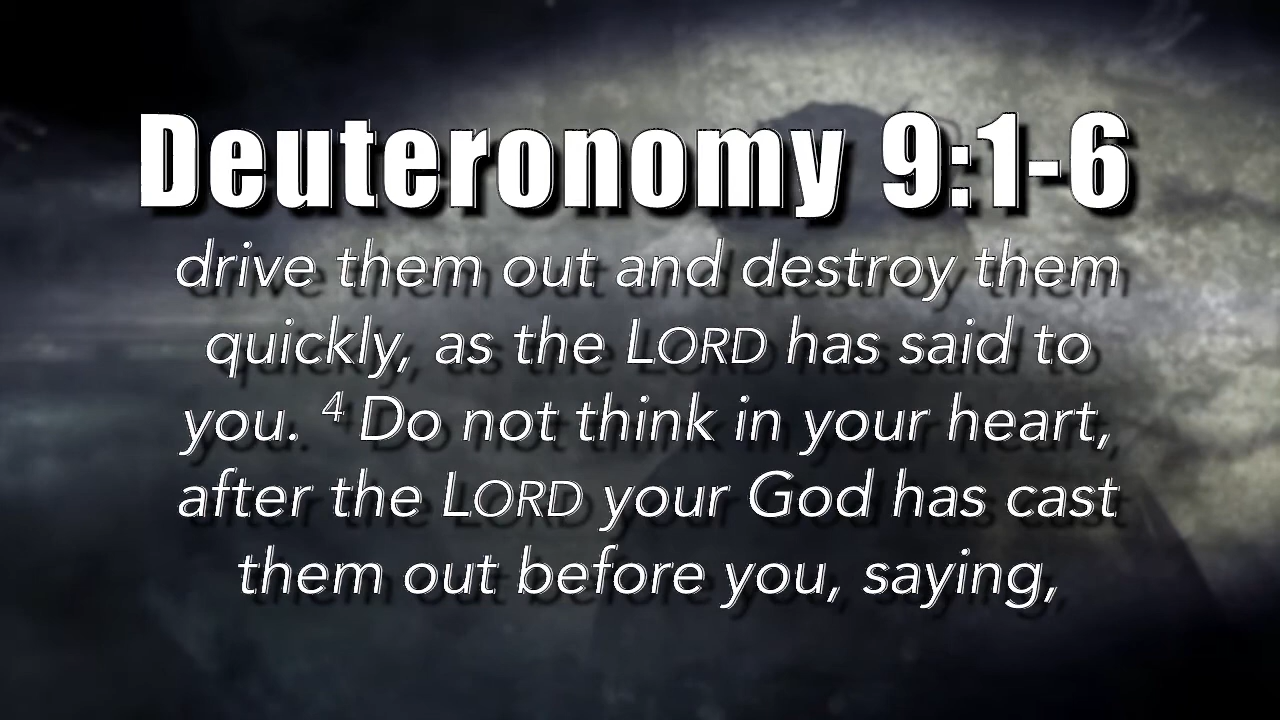 Deuteronomy 9:1-6
drive them out and destroy them
quickly, as the LORD has said to
you. ⁴ Do not think in your heart,
after the LORD your God has cast
them out before you, saying,